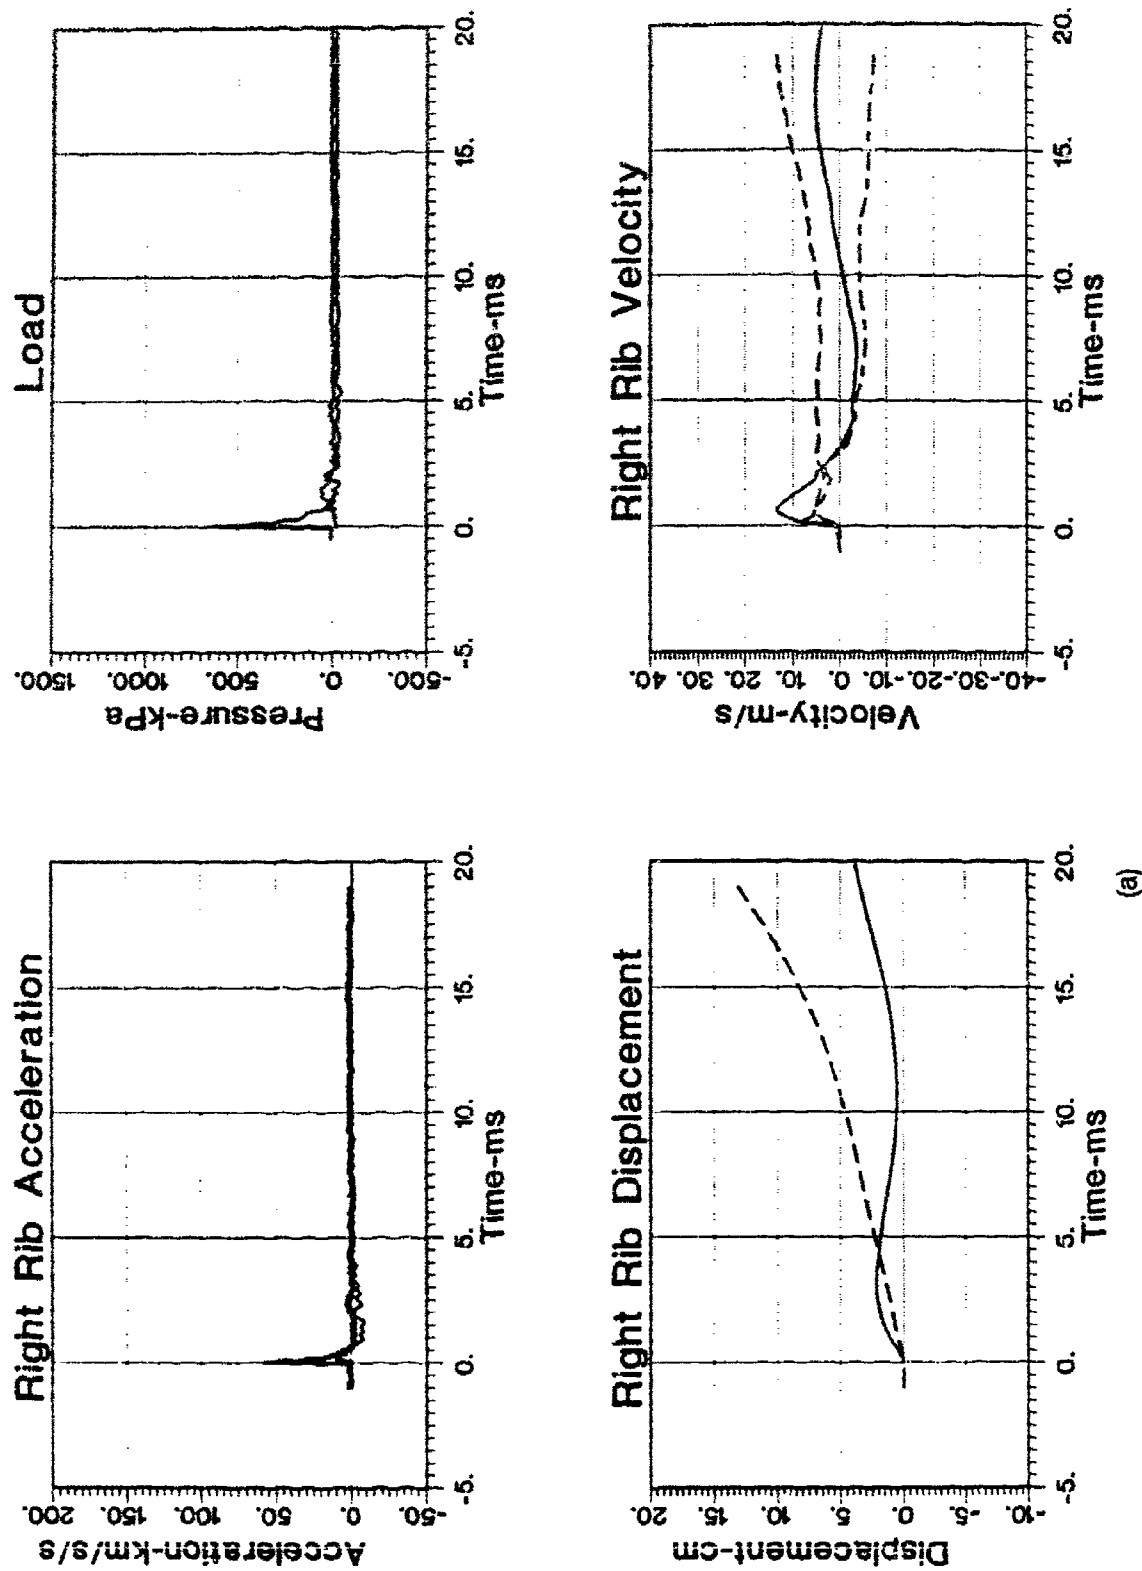 Right Rib Acceleration
Acceleration-km/s/s
200.
150.
100.
50.
0.
-50.
-5. 0. 5. 10. 15. 20.
Time-ms
Load
Pressure-kPa
1500.
1000.
500.
0.
-500.
-5. 0. 5. 10. 15. 20.
Time-ms
Right Rib Displacement
Displacement-cm
20.
15.
10.
5.
0.
-5.
-10.
-5. 0. 5. 10. 15. 20.
Time-ms
Right Rib Velocity
Velocity-m/s
40.
30.
20.
10.
0.
-10.
-20.
-30.
-40.
-5. 0. 5. 10. 15. 20.
Time-ms
(a)